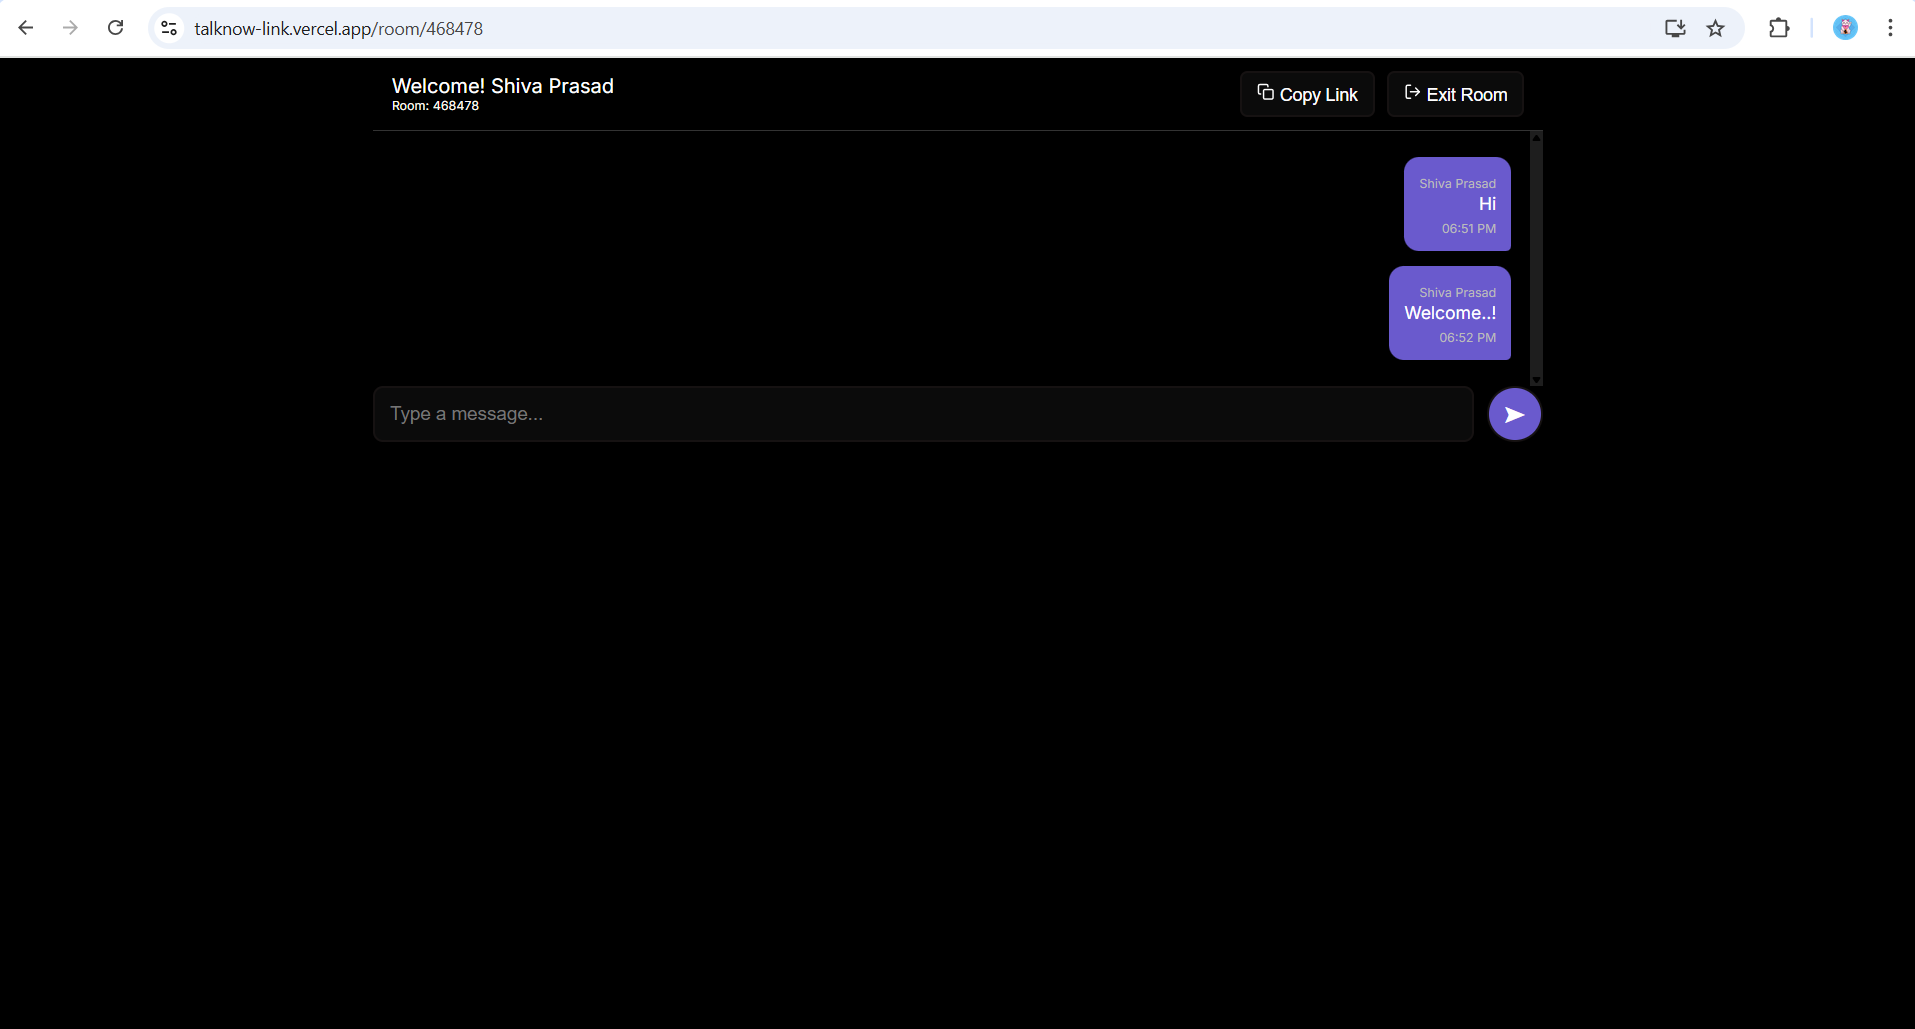 talknow-link.vercel.app/room/468478
Welcome! Shiva Prasad
Room: 468478
Copy Link
Exit Room
Shiva Prasad
Hi
06:51 PM
Shiva Prasad
Welcome..!
06:52 PM
Type a message...